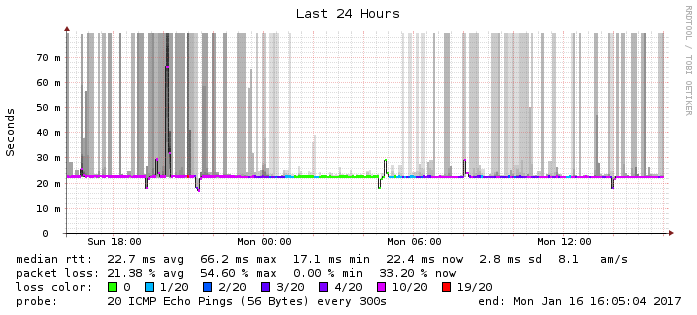 Last 24 Hours
RRDTOOL / TOBI OETIKER
Seconds
70 m
60 m
50 m
40 m
30 m
20 m
10 m
0
Sun 18:00 Mon 00:00 Mon 06:00 Mon 12:00
median rtt: 22.7 ms avg 66.2 ms max 17.1 ms min 22.4 ms now 2.8 ms sd 8.1 am/s
packet loss: 21.38 % avg 54.60 % max 0.00 % min 33.20 % now
loss color: 0 1/20 2/20 3/20 4/20 10/20 19/20
probe: 20 ICMP Echo Pings (56 Bytes) every 300s end: Mon Jan 16 16:05:04 2017